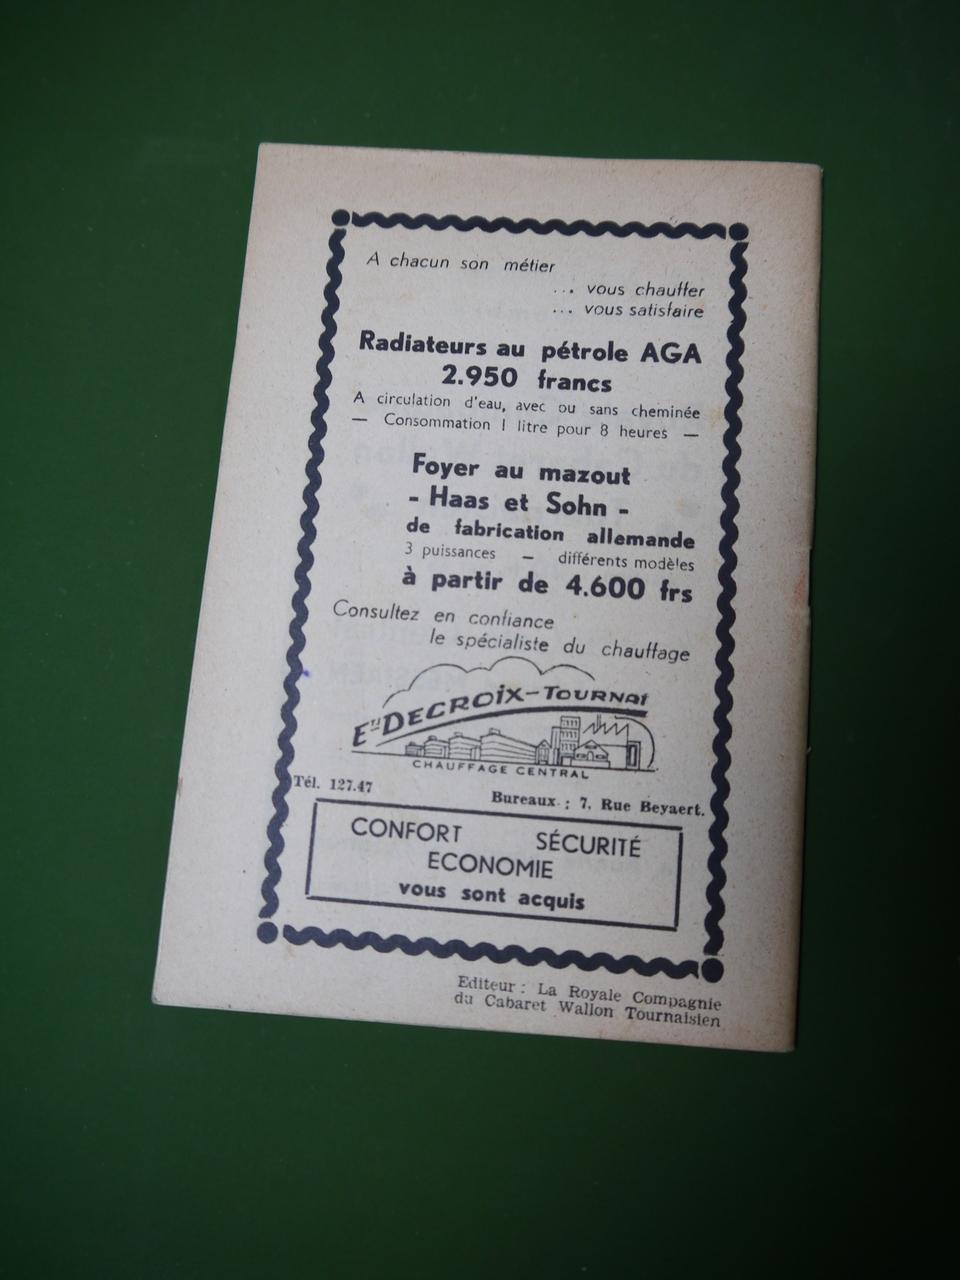 A chacun son métier
... vous chauffer
... vous satisfaire
Radiateurs au pétrole AGA
2.950 francs
A circulation d'eau, avec ou sans cheminée
— Consommation 1 litre pour 8 heures —
Foyer au mazout
- Haas et Sohn -
de fabrication allemande
3 puissances — différents modèles
à partir de 4.600 frs
Consultez en confiance
le spécialiste du chauffage
Ets DECROIX-TOURNAI
CHAUFFAGE CENTRAL
Tél. 127.47
Bureaux : 7, Rue Beyaert.
CONFORT SÉCURITÉ
ECONOMIE
vous sont acquis
Editeur : La Royale Compagnie
du Cabaret Wallon Tournaisien